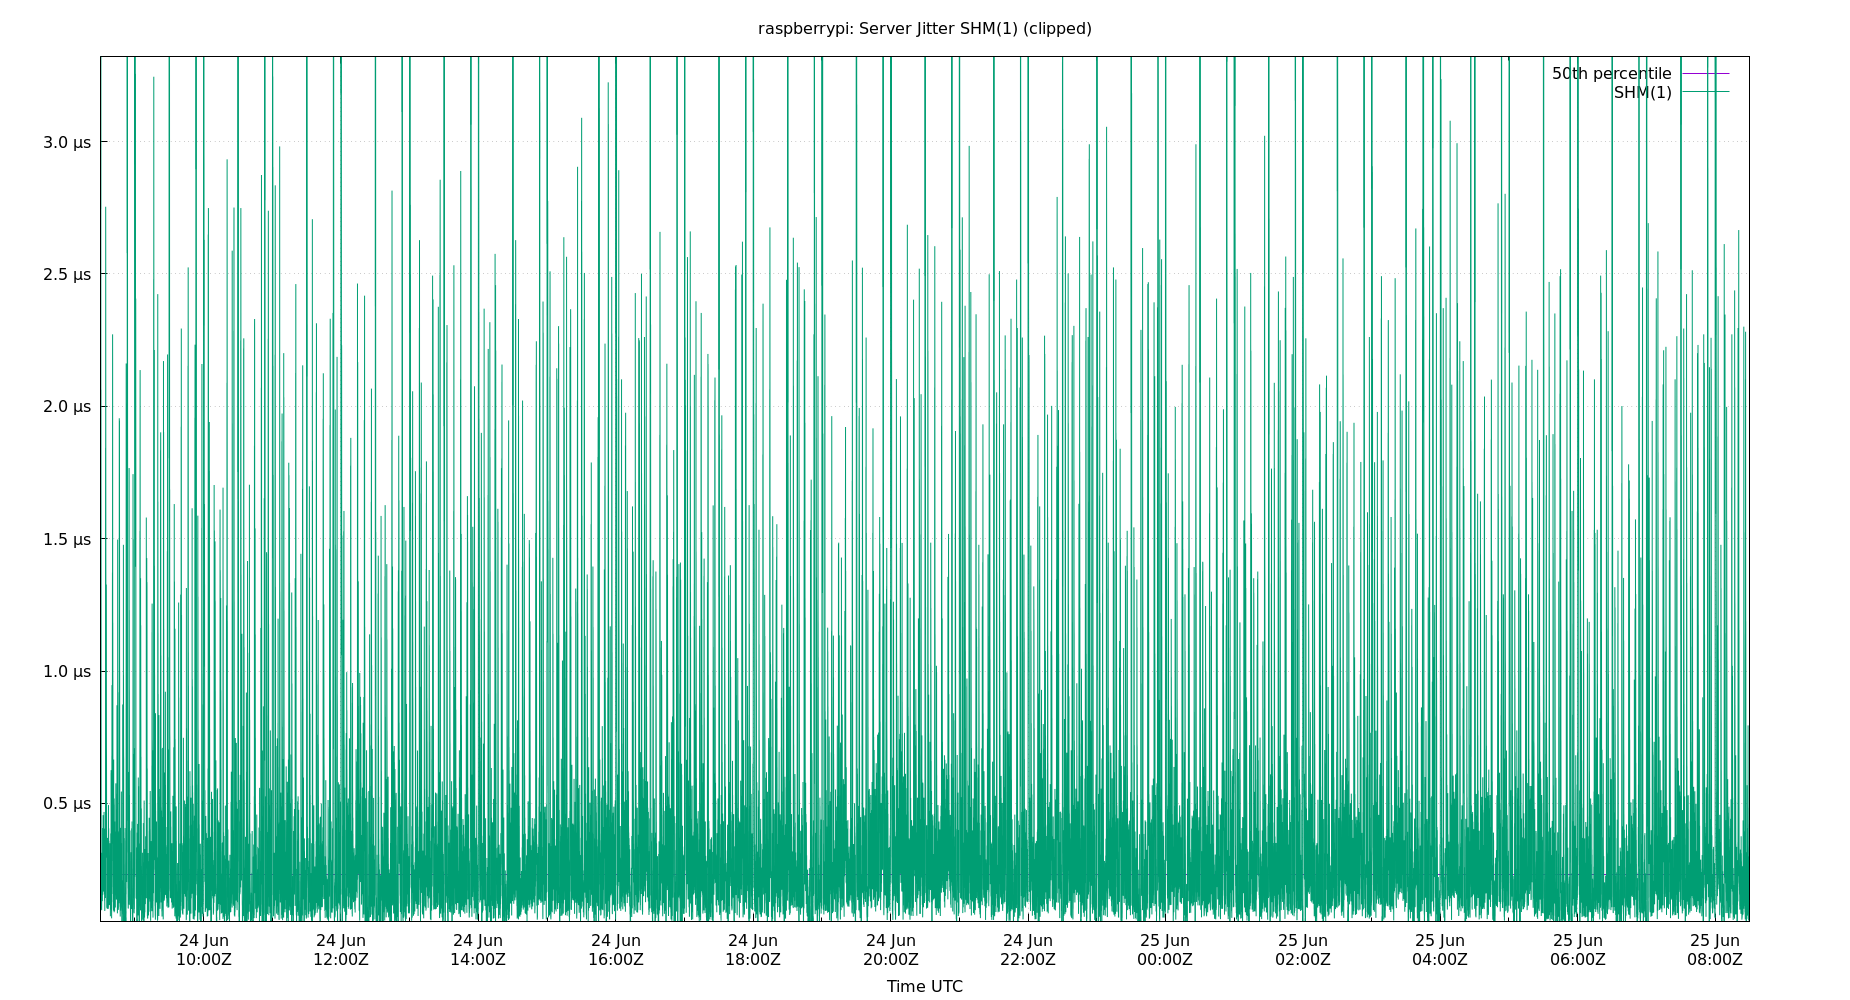 raspberrypi: Server Jitter SHM(1) (clipped)
50th percentile
SHM(1)
3.0 µs
2.5 µs
2.0 µs
1.5 µs
1.0 µs
0.5 µs
24 Jun 24 Jun 24 Jun 24 Jun 24 Jun 24 Jun 24 Jun 25 Jun 25 Jun 25 Jun 25 Jun 25 Jun
10:00Z 12:00Z 14:00Z 16:00Z 18:00Z 20:00Z 22:00Z 00:00Z 02:00Z 04:00Z 06:00Z 08:00Z
Time UTC